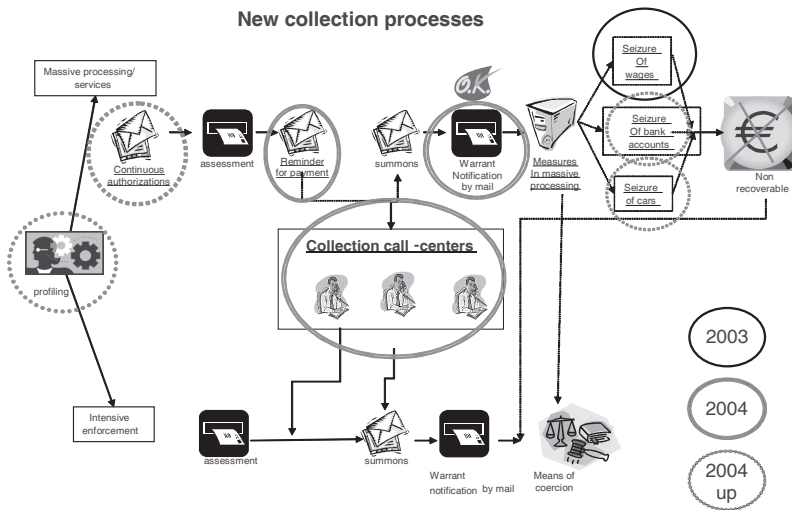 New collection processes
Massive processing/
services
Continuous
authorizations
assessment
Reminder
for payment
summons
O.K.
Warrant
Notification
by mail
Measures
In massive
processing
Seizure
Of
wages
Seizure
Of bank
accounts
Seizure
of cars
€
Non
recoverable
Collection call -centers
profiling
2003
2004
2004
up
Intensive
enforcement
assessment
summons
Warrant
notification by mail
Means of
coercion